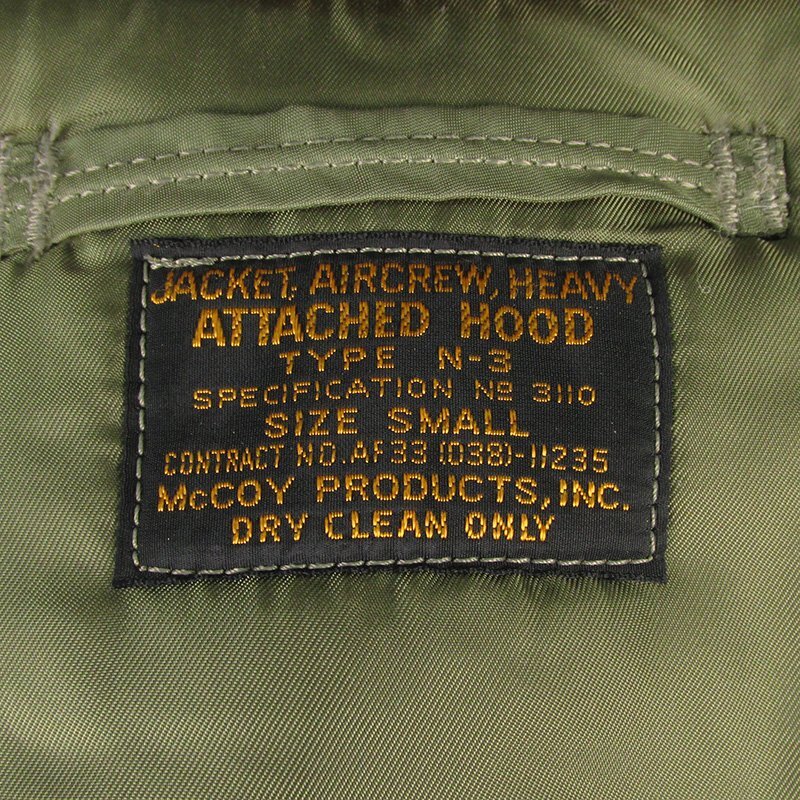 JACKET, AIRCREW, HEAVY
ATTACHED HOOD
TYPE N-3
SPECIFICATION Nº 3110
SIZE SMALL
CONTRACT NO. AF33 (038)-11235
McCOY PRODUCTS, INC.
DRY CLEAN ONLY